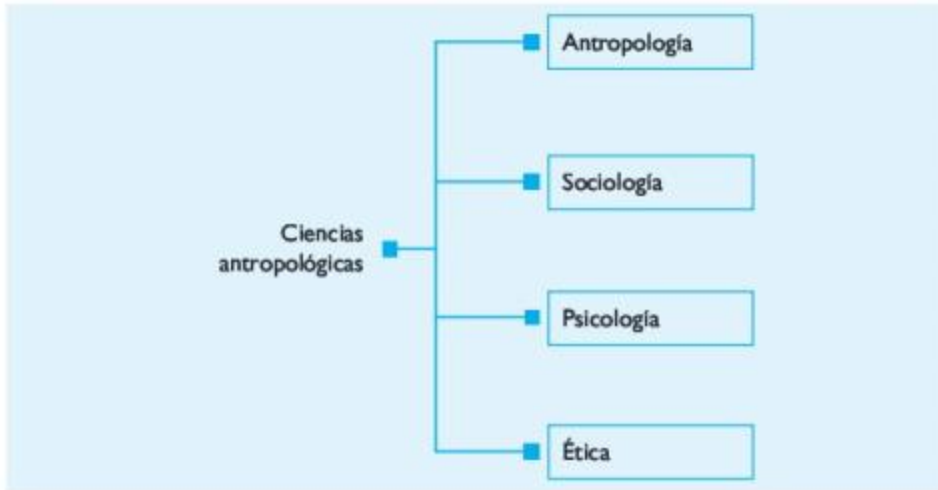 Antropología
Sociología
Ciencias
antropológicas
Psicología
Ética